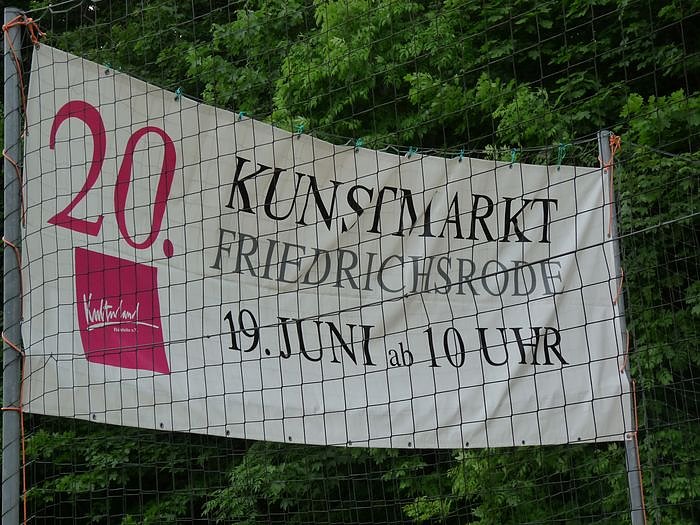 20.
KUNSTMARKT
FRIEDRICHSRODE
19. JUNI ab 10 UHR
Kulturland